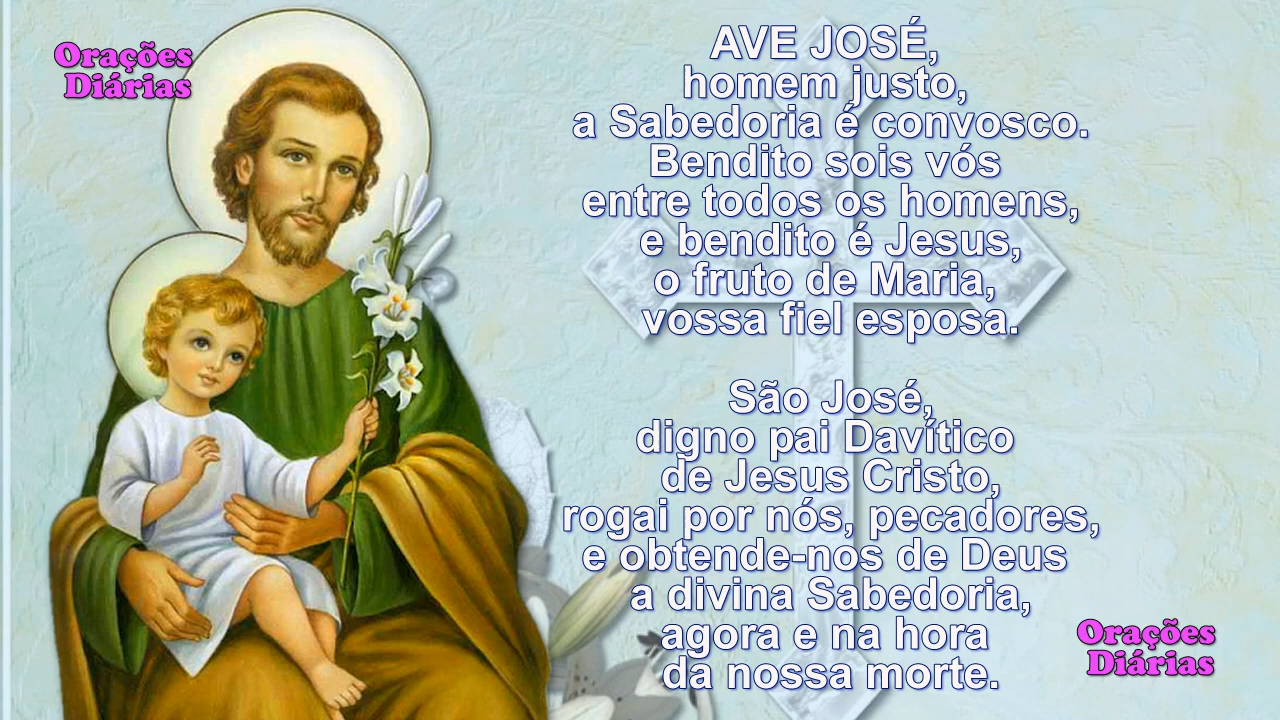 Orações
Diárias
AVE JOSÉ,
homem justo,
a Sabedoria é convosco.
Bendito sois vós
entre todos os homens,
e bendito é Jesus,
o fruto de Maria,
vossa fiel esposa.
São José,
digno pai Davítico
de Jesus Cristo,
rogai por nós, pecadores,
e obtende-nos de Deus
a divina Sabedoria,
agora e na hora
da nossa morte.
Orações
Diárias